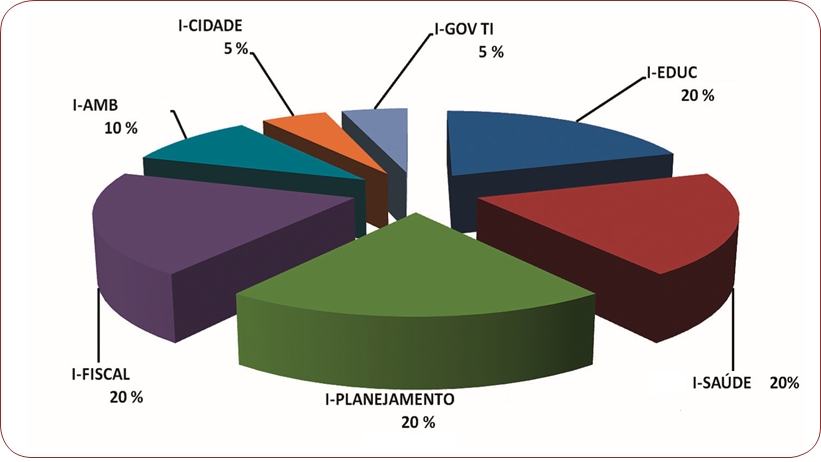 I-CIDADE
5 %
I-GOV TI
5 %
I-EDUC
20 %
I-AMB
10 %
I-FISCAL
20 %
I-PLANEJAMENTO
20 %
I-SAÚDE 20%